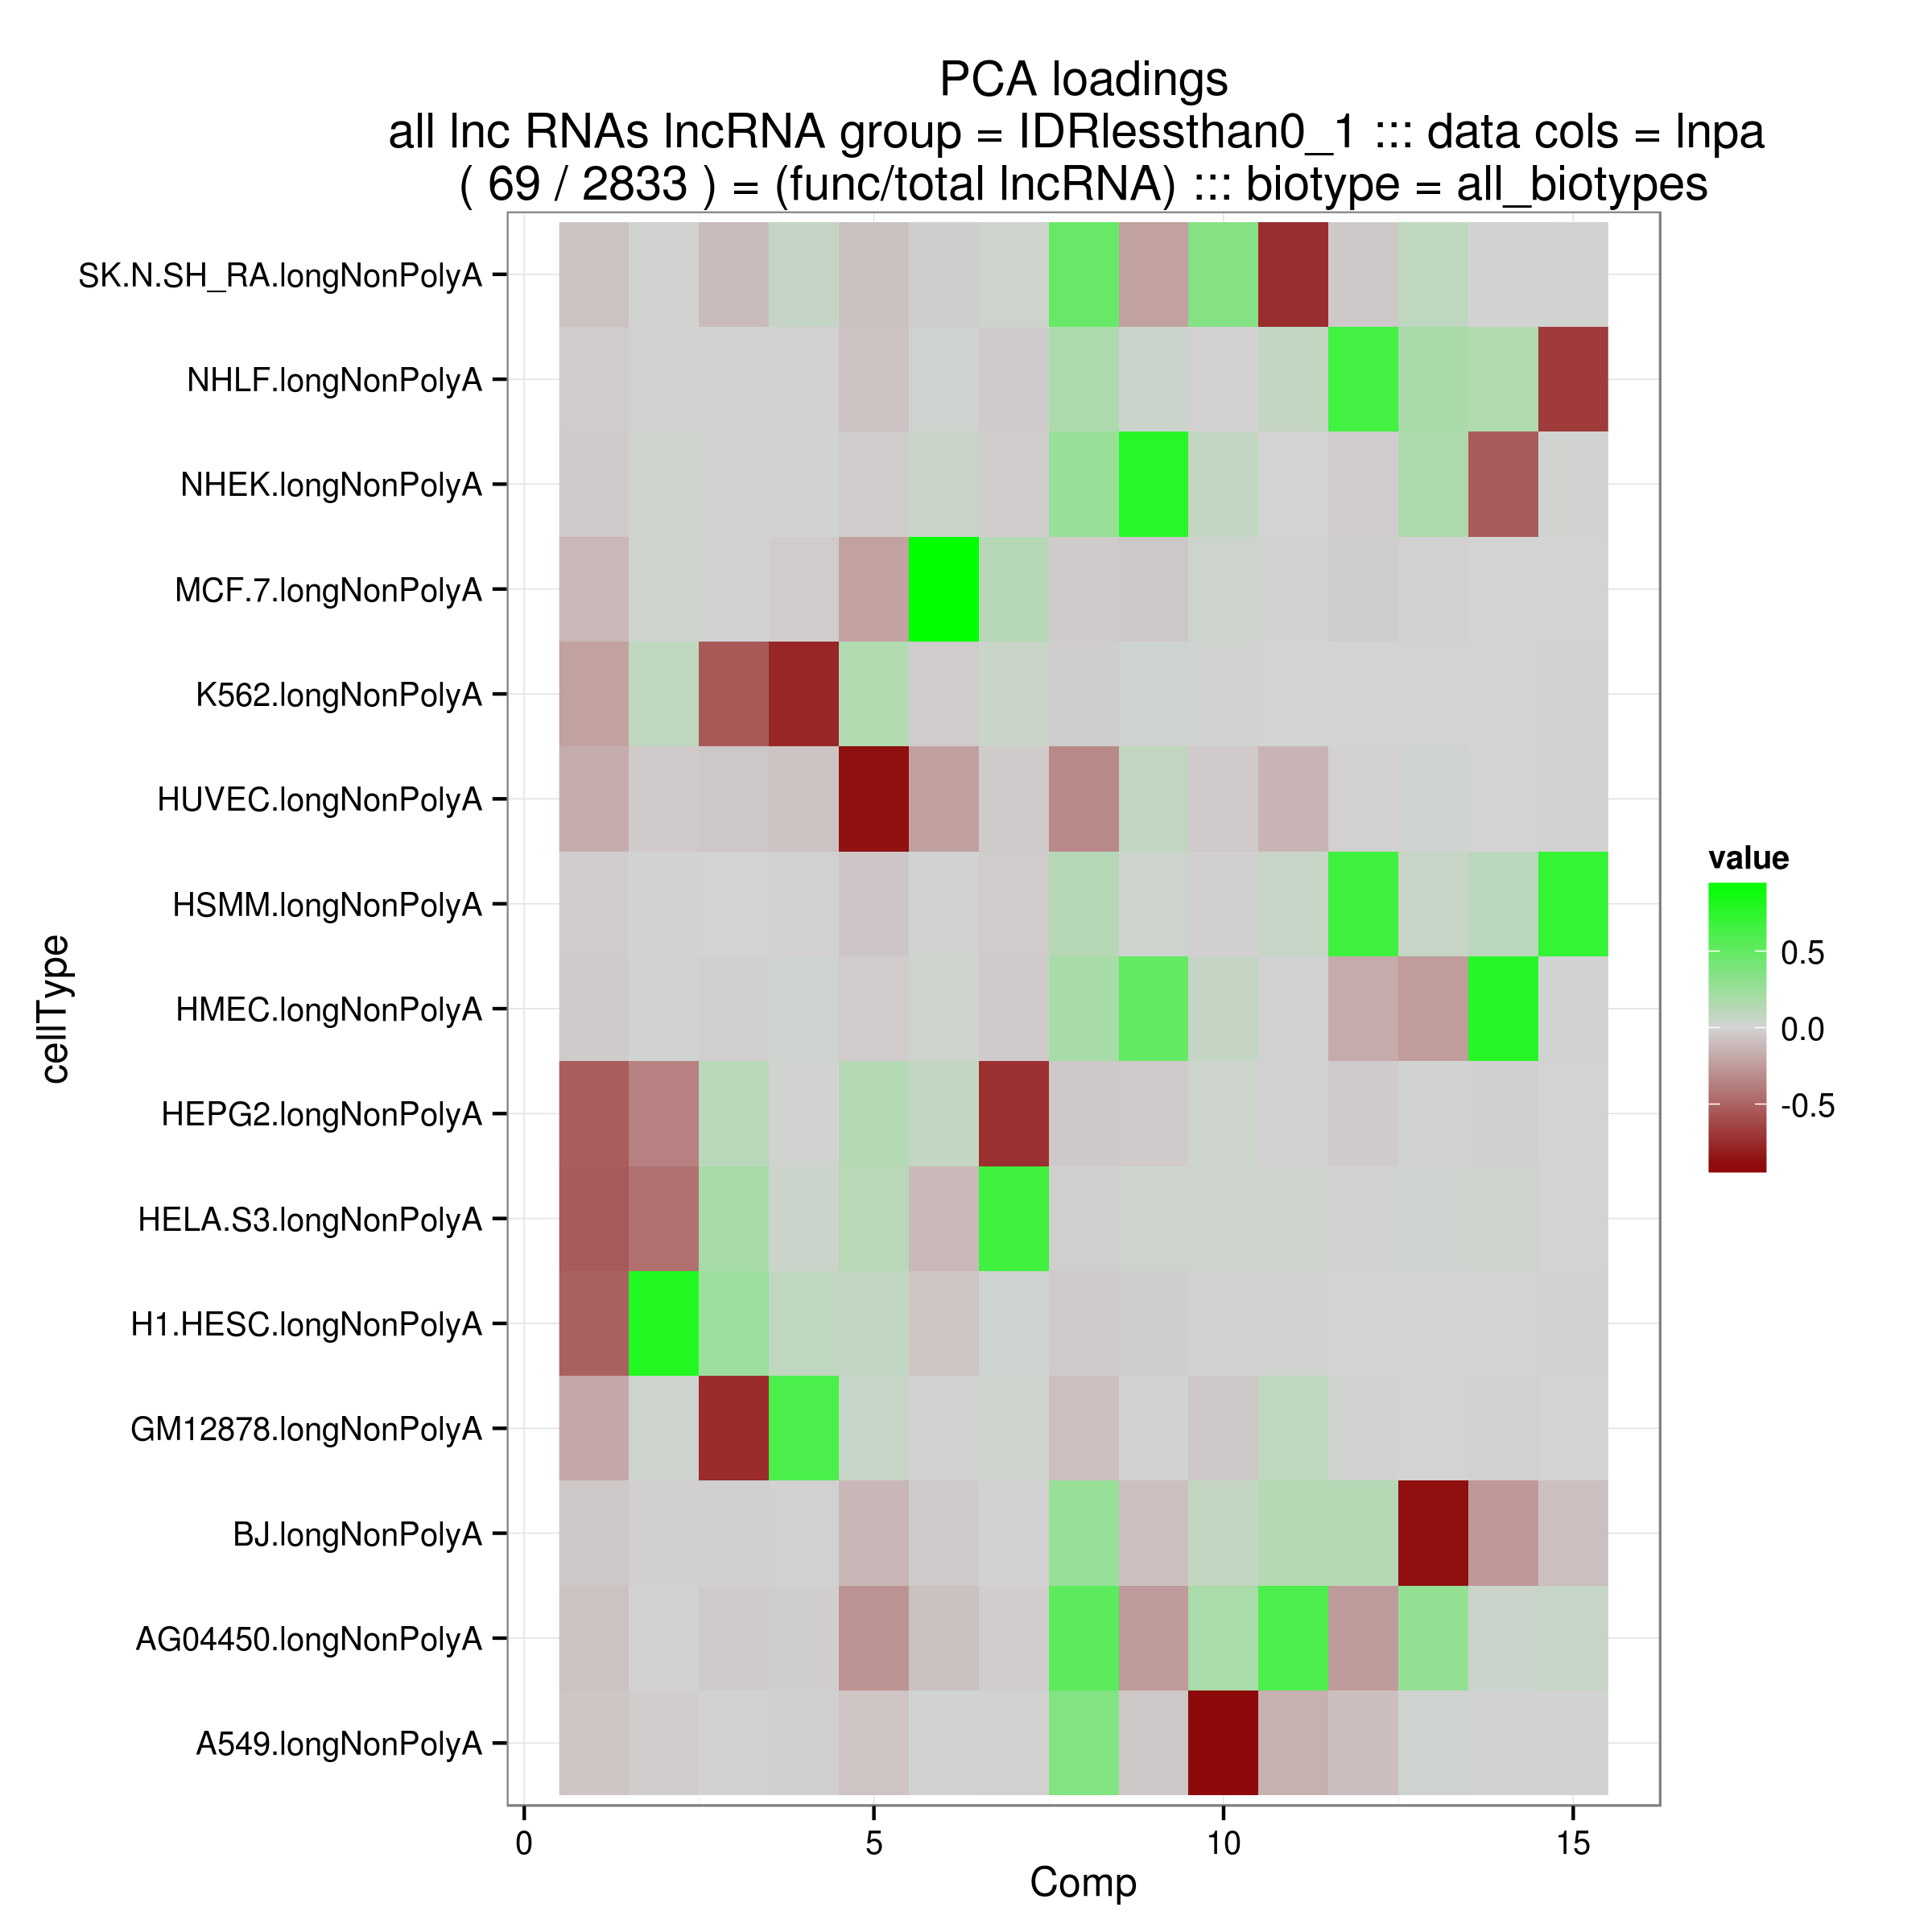 PCA loadings
all lnc RNAs lncRNA group = IDRlessthan0_1 ::: data cols = lnpa
( 69 / 2833 ) = (func/total lncRNA) ::: biotype = all_biotypes
SK.N.SH_RA.longNonPolyA
NHLF.longNonPolyA
NHEK.longNonPolyA
MCF.7.longNonPolyA
K562.longNonPolyA
HUVEC.longNonPolyA
HSMM.longNonPolyA
HMEC.longNonPolyA
HEPG2.longNonPolyA
HELA.S3.longNonPolyA
H1.HESC.longNonPolyA
GM12878.longNonPolyA
BJ.longNonPolyA
AG04450.longNonPolyA
A549.longNonPolyA
cellType
0 5 10 15
Comp
value
0.5
0.0
-0.5